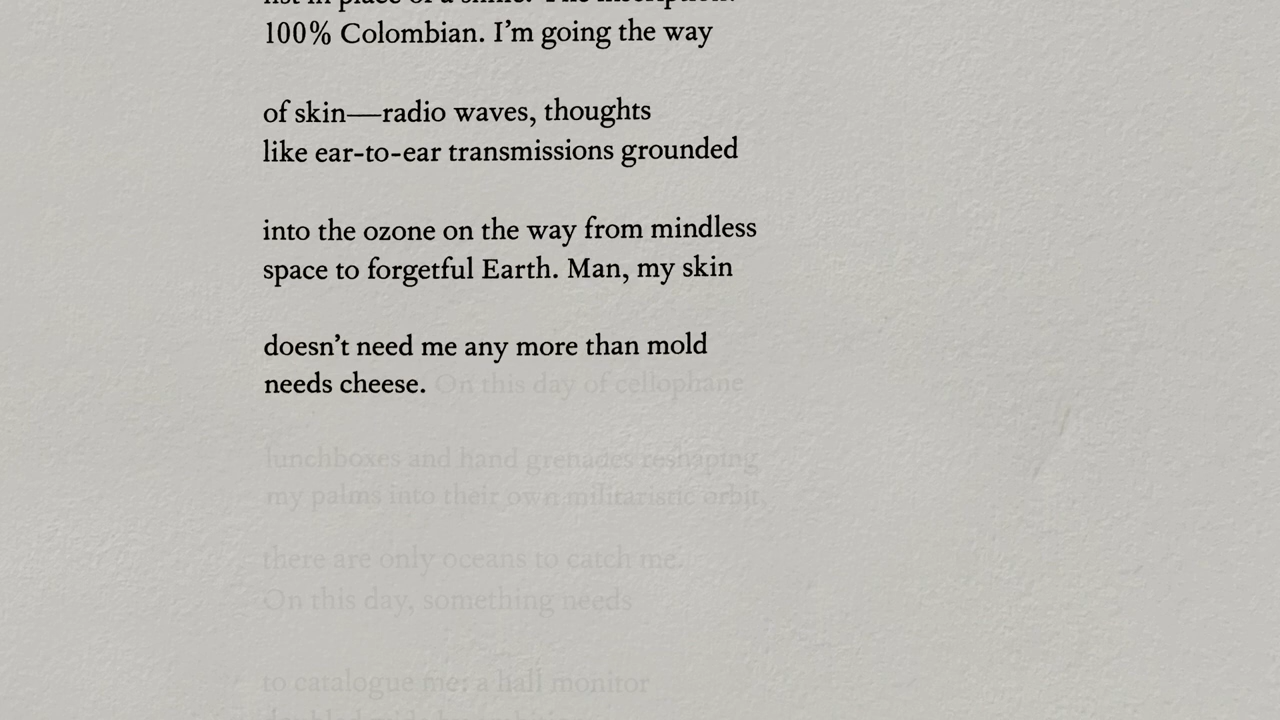 100% Colombian. I’m going the way
of skin—radio waves, thoughts
like ear-to-ear transmissions grounded
into the ozone on the way from mindless
space to forgetful Earth. Man, my skin
doesn’t need me any more than mold
needs cheese. On this day of cellophane
lunchboxes and hand grenades reshaping
my palms into their own militaristic orbit,
there are only oceans to catch me.
On this day, something needs
to catalogue me: a hall monitor